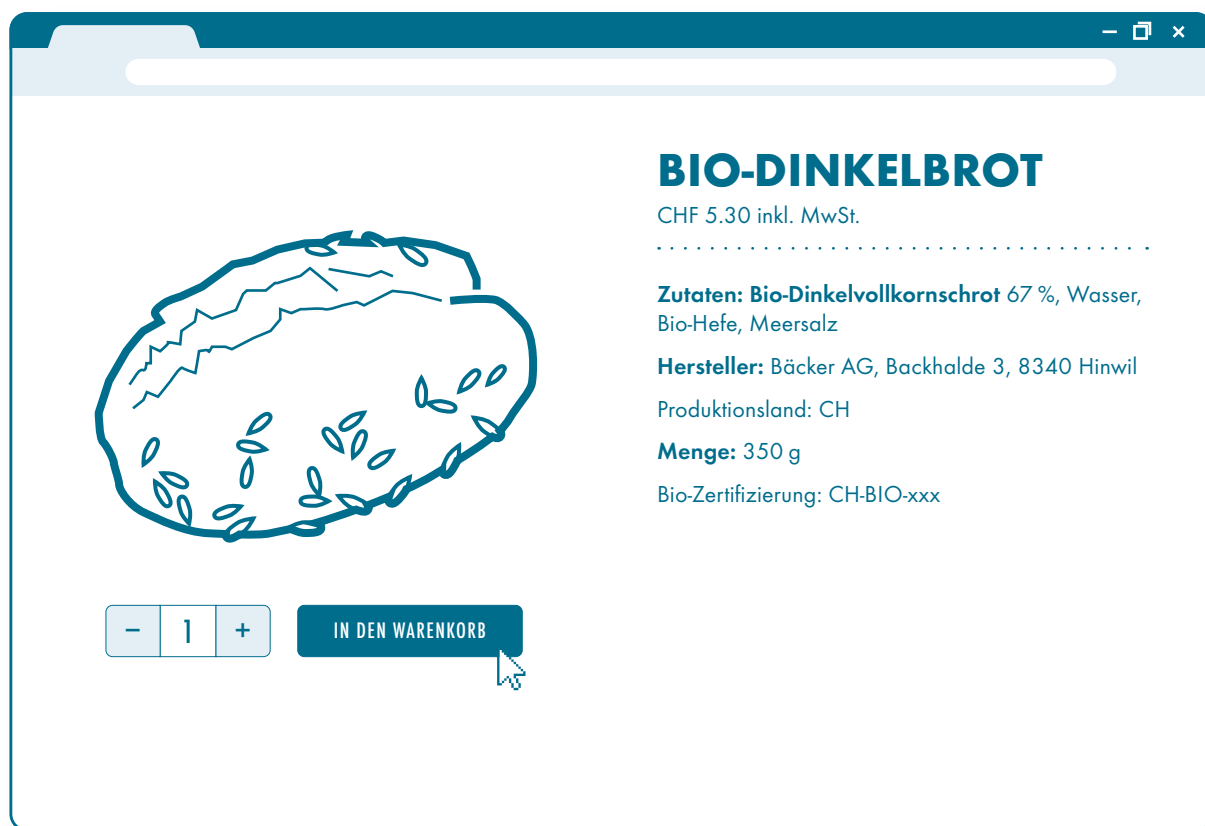 BIO-DINKELBROT
CHF 5.30 inkl. MwSt.
Zutaten: Bio-Dinkelvollkornschrot 67 %, Wasser,
Bio-Hefe, Meersalz
Hersteller: Bäcker AG, Backhalde 3, 8340 Hinwil
Produktionsland: CH
Menge: 350 g
Bio-Zertifizierung: CH-BIO-xxx
− 1 + IN DEN WARENKORB